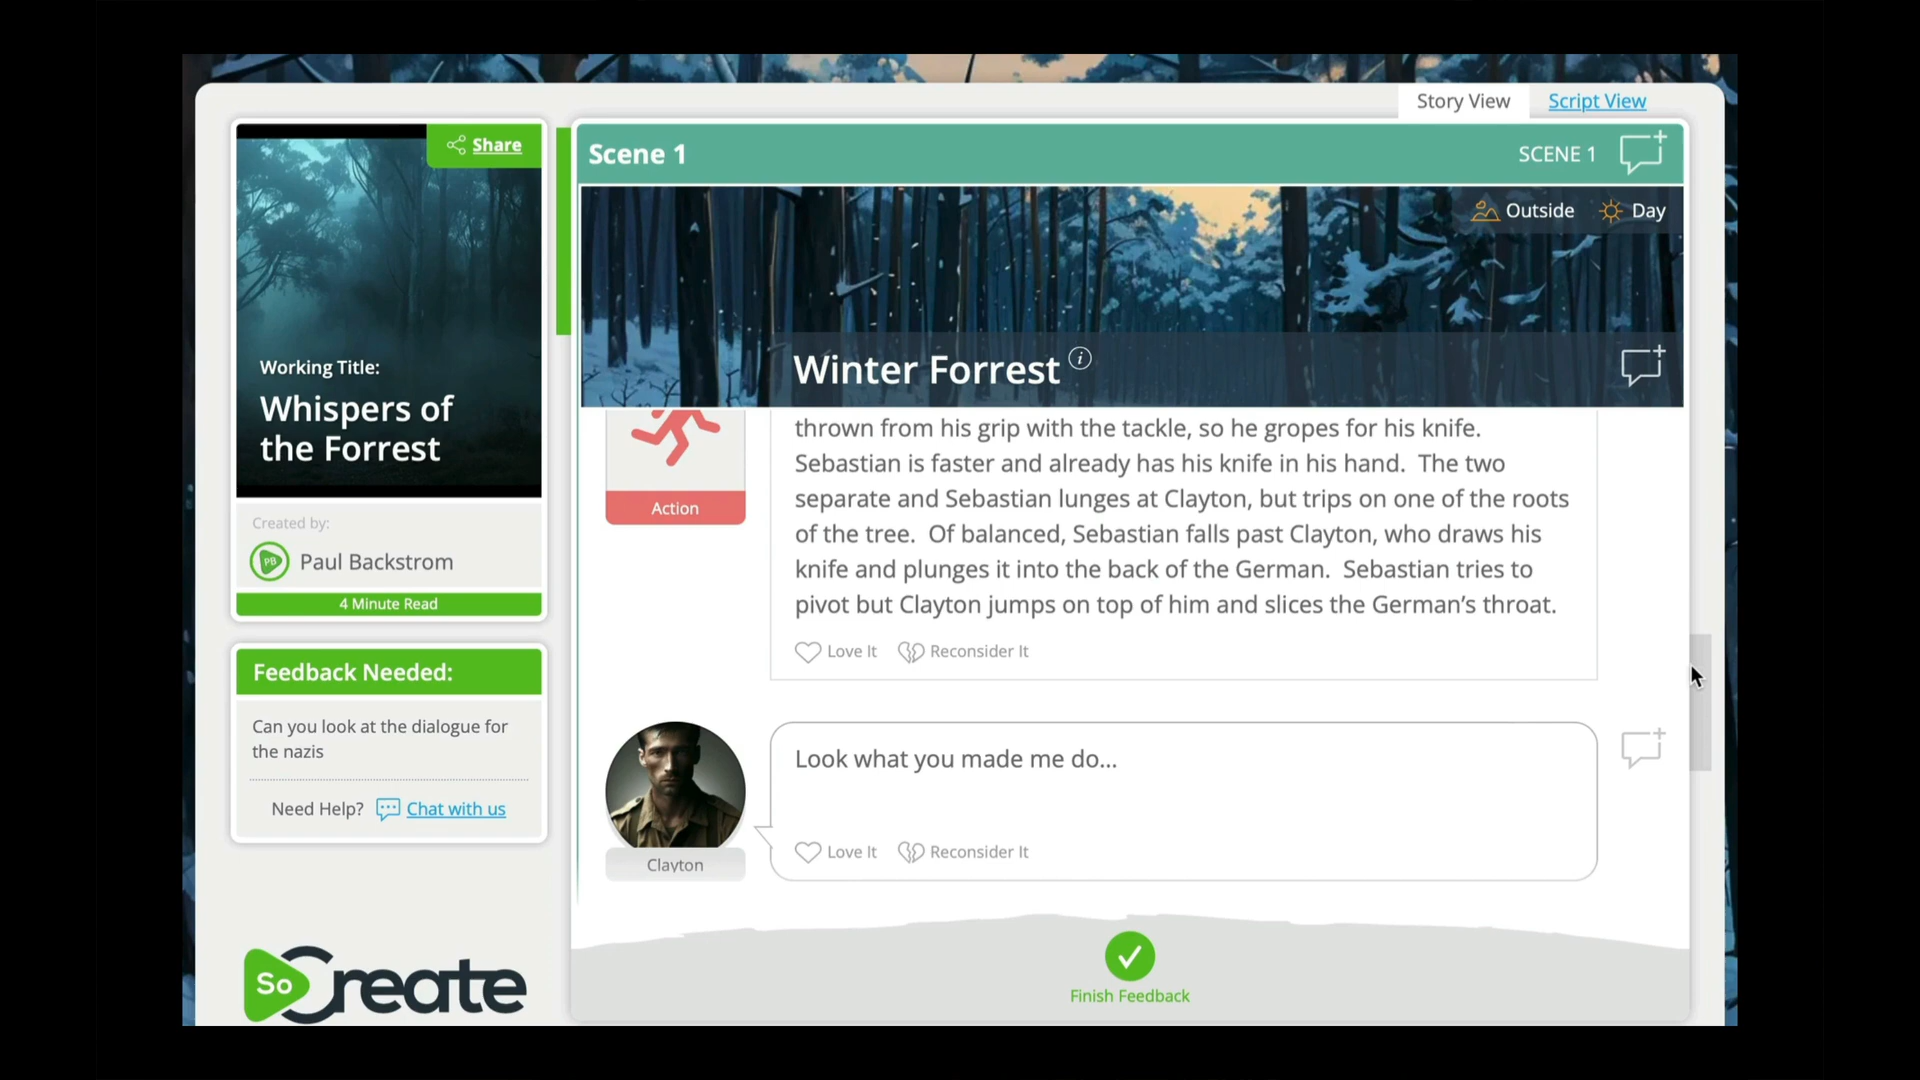 Story View
Script View
Share
Working Title:
Whispers of
the Forrest
Created by:
PB
Paul Backstrom
4 Minute Read
Feedback Needed:
Can you look at the dialogue for
the nazis
Need Help?
Chat with us
SoCreate
Scene 1
SCENE 1
Outside
Day
Winter Forrest i
Action
thrown from his grip with the tackle, so he gropes for his knife.
Sebastian is faster and already has his knife in his hand. The two
separate and Sebastian lunges at Clayton, but trips on one of the roots
of the tree. Of balanced, Sebastian falls past Clayton, who draws his
knife and plunges it into the back of the German. Sebastian tries to
pivot but Clayton jumps on top of him and slices the German’s throat.
Love It
Reconsider It
Clayton
Look what you made me do...
Love It
Reconsider It
Finish Feedback